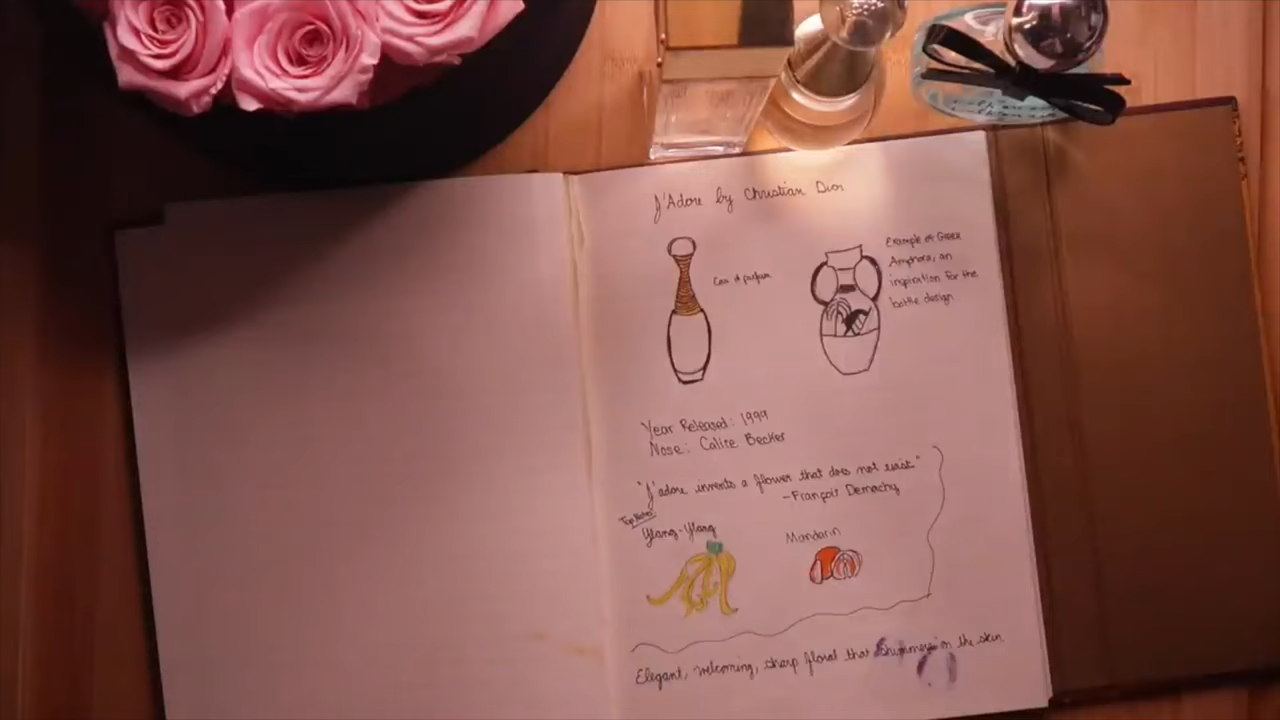 J'Adore by Christian Dior
Eau d parfum
Example of Greek
Amphora, an
inspiration for the
bottle design
Year Released: 1999
Nose: Calice Becker
"J'adore invents a flower that does not exist."
-François Demachy
Top Notes
Ylang-Ylang
Mandarin
Elegant, welcoming, sharp floral that shimmers on the skin